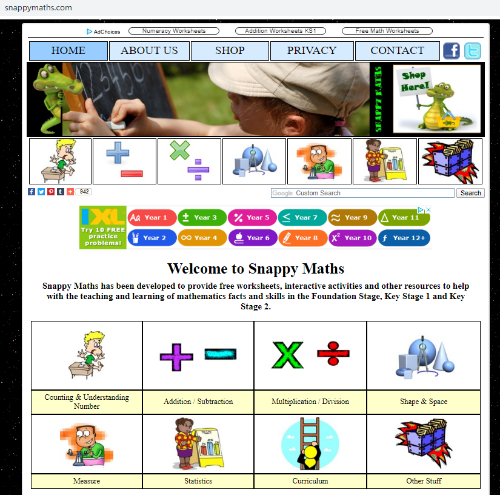 snappymaths.com
AdChoices
Numeracy Worksheets
Addition Worksheets KS1
Free Math Worksheets
HOME
ABOUT US
SHOP
PRIVACY
CONTACT
Shop
Here!
942
Google Custom Search
Search
IXL
Try 10 FREE
practice
problems!
Year 1
Year 3
Year 5
Year 7
Year 9
Year 11
Year 2
Year 4
Year 6
Year 8
Year 10
Year 12+
Welcome to Snappy Maths
Snappy Maths has been developed to provide free worksheets, interactive activities and other resources to help
with the teaching and learning of mathematics facts and skills in the Foundation Stage, Key Stage 1 and Key
Stage 2.
Counting & Understanding
Number
Addition / Subtraction
Multiplication / Division
Shape & Space
Measure
Statistics
Curriculum
Other Stuff